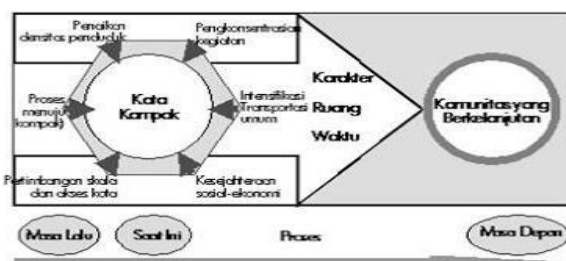 Penaikan
densitas penduduk
Pengkonsentrasian
kegiatan
Proses
menuju
kompak)
Kota
Kompak
Intensifikasi
Transportasi
umum
Pertimbangan skala
dan akses kota
Kesejahteraan
sosial-ekonomi
Karakter
Ruang
Waktu
Komunitas yang
Berkelanjutan
Masa Lalu
Saat Ini
Proses
Masa Depan